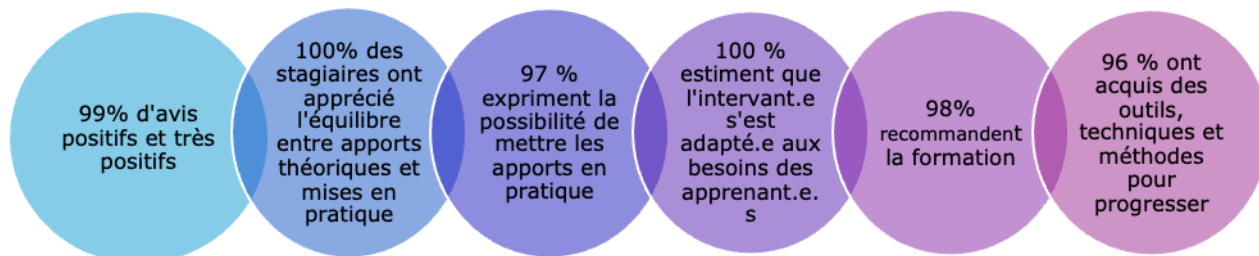 99% d'avis
positifs et très
positifs
100% des
stagiaires ont
apprécié
l'équilibre
entre apports
théoriques et
mises en
pratique
97 %
expriment la
possibilité de
mettre les
apports en
pratique
100 %
estiment que
l'intervant.e
s'est
adapté.e aux
besoins des
apprenant.e.
s
98%
recommandent
la formation
96 % ont
acquis des
outils,
techniques et
méthodes
pour
progresser